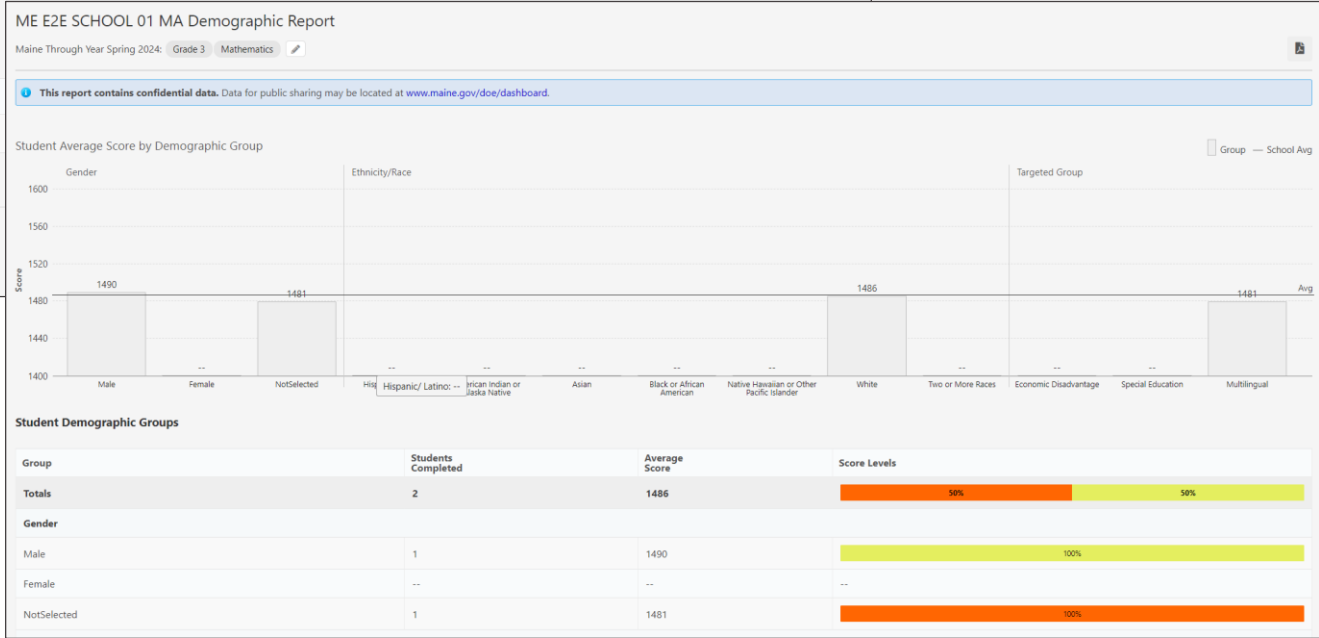 ME E2E SCHOOL 01 MA Demographic Report
Maine Through Year Spring 2024: Grade 3 Mathematics
This report contains confidential data. Data for public sharing may be located at www.maine.gov/doe/dashboard.
Student Average Score by Demographic Group
Group — School Avg
Gender Ethnicity/Race Targeted Group
1600
1560
1520
1480
1440
1400
Score
1490 -- 1481 -- -- -- -- -- 1486 -- -- -- 1481
Avg
Male Female NotSelected Hisp Hispanic/ Latino: -- erican Indian or Asian Black or African Native Hawaiian or Other White Two or More Races Economic Disadvantage Special Education Multilingual
laska Native American Pacific Islander
Student Demographic Groups
Group Students Average Score Levels
Completed Score
Totals 2 1486 50% 50%
Gender
Male 1 1490 100%
Female -- -- --
NotSelected 1 1481 100%